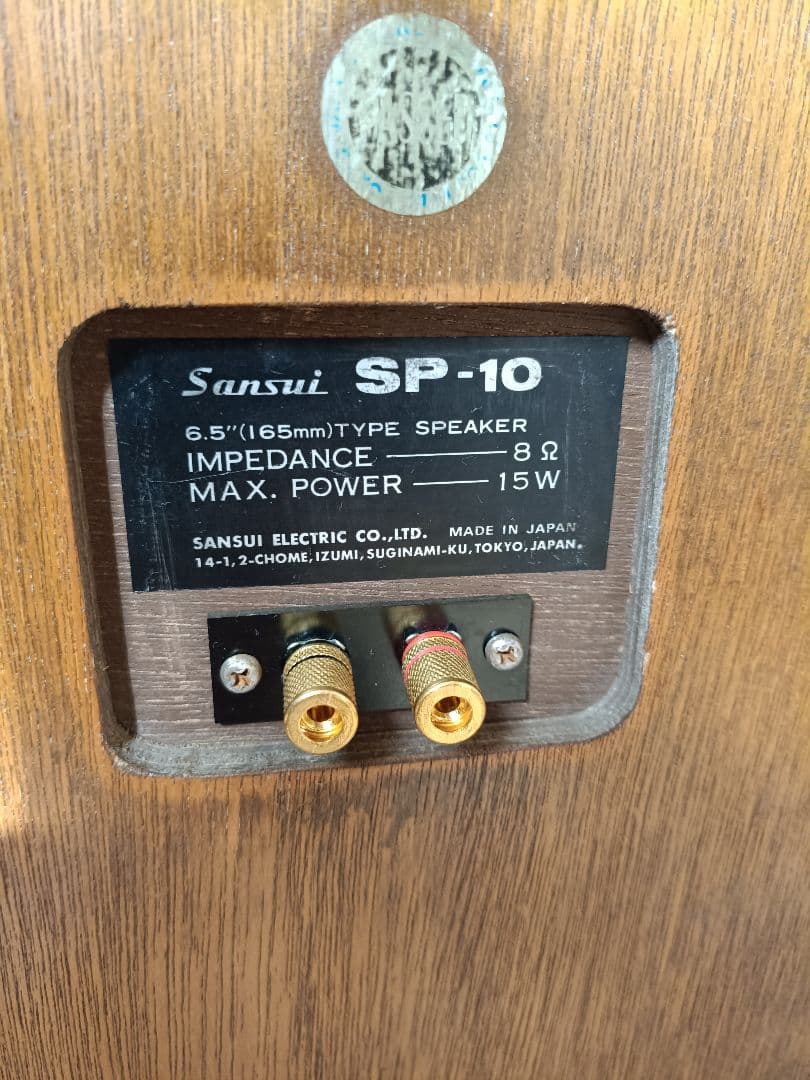 Sansui SP-10
6.5"(165mm)TYPE SPEAKER
IMPEDANCE — 8 Ω
MAX. POWER — 15W
SANSUI ELECTRIC CO.,LTD. MADE IN JAPAN
14-1, 2-CHOME, IZUMI, SUGINAMI-KU, TOKYO, JAPAN.